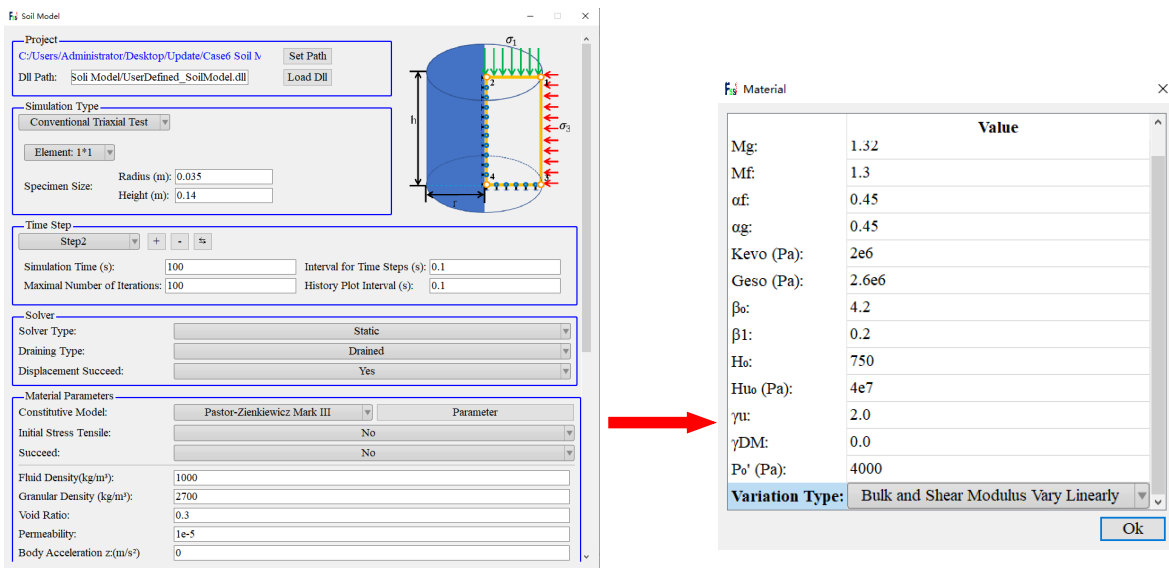 Soil Model
Project
C:/Users/Administrator/Desktop/Update/Case6 Soil M
Set Path
Dll Path: Soli Model/UserDefined_SoilModel.dll Load Dll
Simulation Type
Conventional Triaxial Test
Element: 1*1
Specimen Size:
Radius (m): 0.035
Height (m): 0.14
σ1
2 1
h
σ3
4 3
r
Time Step
Step2 + - ⇆
Simulation Time (s): 100 Interval for Time Steps (s): 0.1
Maximal Number of Iterations: 100 History Plot Interval (s): 0.1
Solver
Solver Type: Static
Draining Type: Drained
Displacement Succeed: Yes
Material Parameters
Constitutive Model: Pastor-Zienkiewicz Mark III Parameter
Initial Stress Tensile: No
Succeed: No
Fluid Density(kg/m³): 1000
Granular Density (kg/m³): 2700
Void Ratio: 0.3
Permeability: 1e-5
Body Acceleration z:(m/s²) 0
Material
Value
Mg: 1.32
Mf: 1.3
αf: 0.45
αg: 0.45
Kevo (Pa): 2e6
Geso (Pa): 2.6e6
β₀: 4.2
β1: 0.2
H₀: 750
Hu₀ (Pa): 4e7
γu: 2.0
γDM: 0.0
P₀' (Pa): 4000
Variation Type: Bulk and Shear Modulus Vary Linearly
Ok